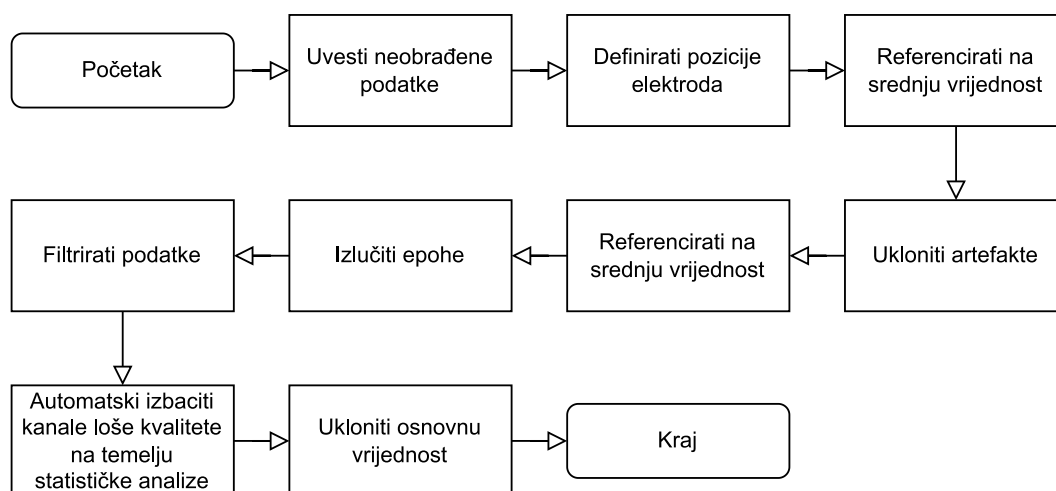 Početak
Uvesti neobrađene
podatke
Definirati pozicije
elektroda
Referencirati na
srednju vrijednost
Ukloniti artefakte
Referencirati na
srednju vrijednost
Izlučiti epohe
Filtrirati podatke
Automatski izbaciti
kanale loše kvalitete
na temelju
statističke analize
Ukloniti osnovnu
vrijednost
Kraj